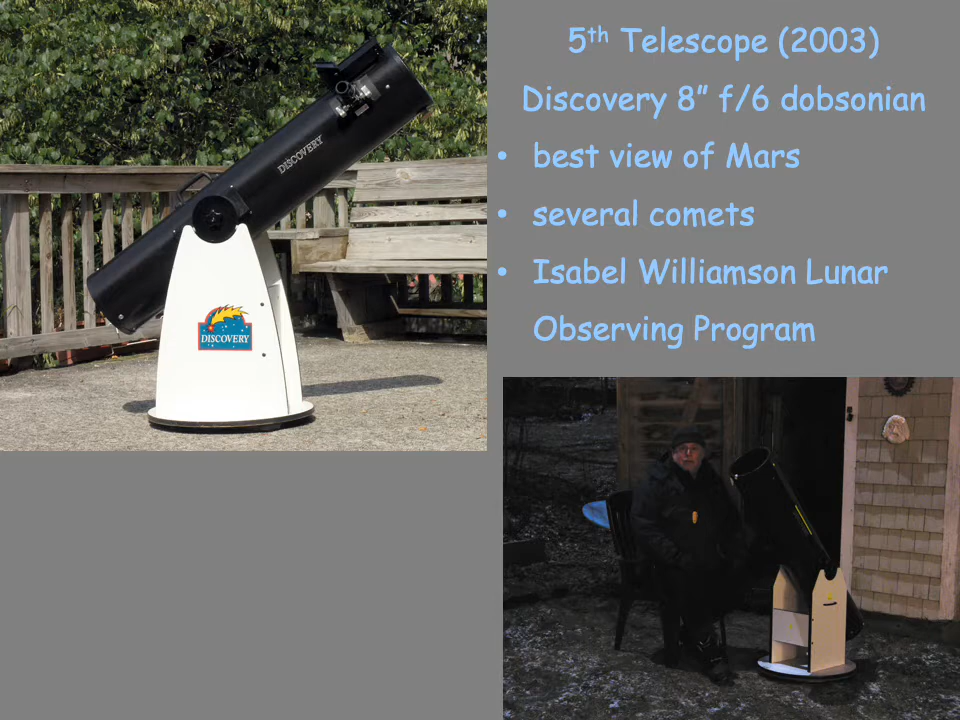 5th Telescope (2003)
Discovery 8” f/6 dobsonian
• best view of Mars
• several comets
• Isabel Williamson Lunar
Observing Program
DISCOVERY
DISCOVERY